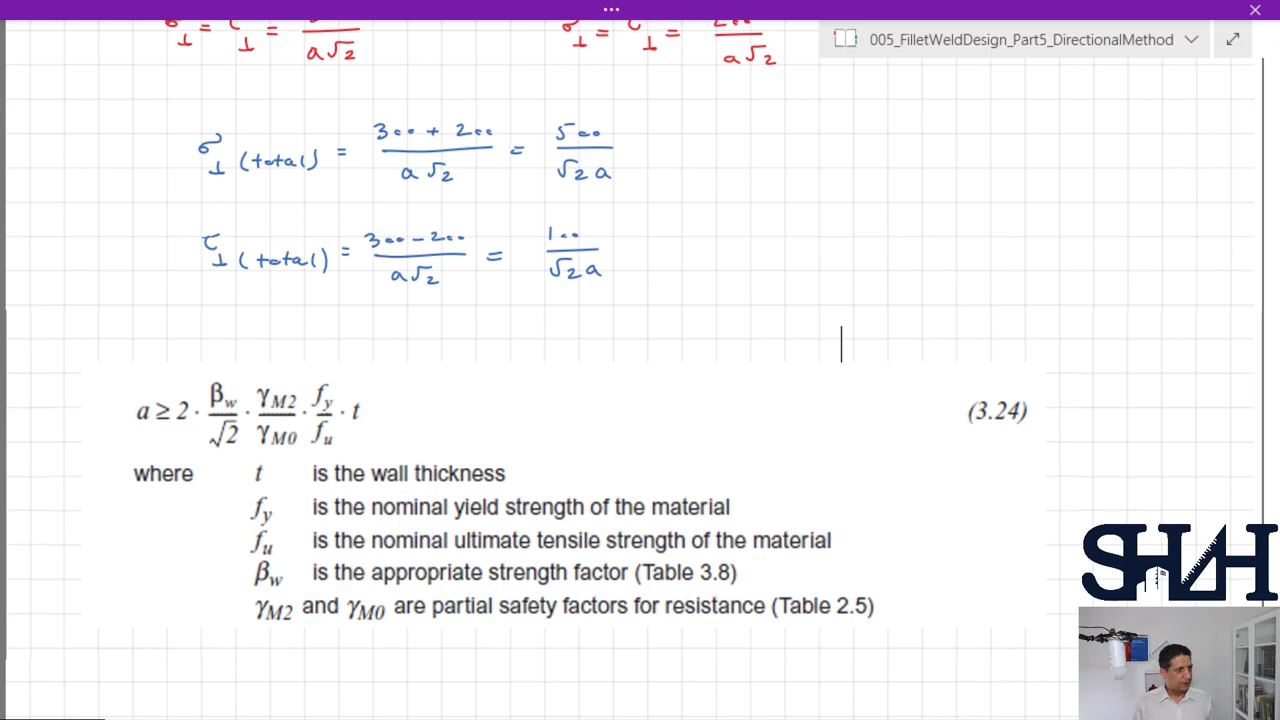 σ⊥ = τ⊥ = / a√2 σ⊥ = τ⊥ = 200 / a√2
005_FilletWeldDesign_Part5_DirectionalMethod
σ⊥ (total) = 300 + 200 / a√2 = 500 / √2 a
τ⊥ (total) = 300 - 200 / a√2 = 100 / √2 a
a ≥ 2 · βw/√2 · γM2/γM0 · fy/fu · t (3.24)
where t is the wall thickness
fy is the nominal yield strength of the material
fu is the nominal ultimate tensile strength of the material
βw is the appropriate strength factor (Table 3.8)
γM2 and γM0 are partial safety factors for resistance (Table 2.5)